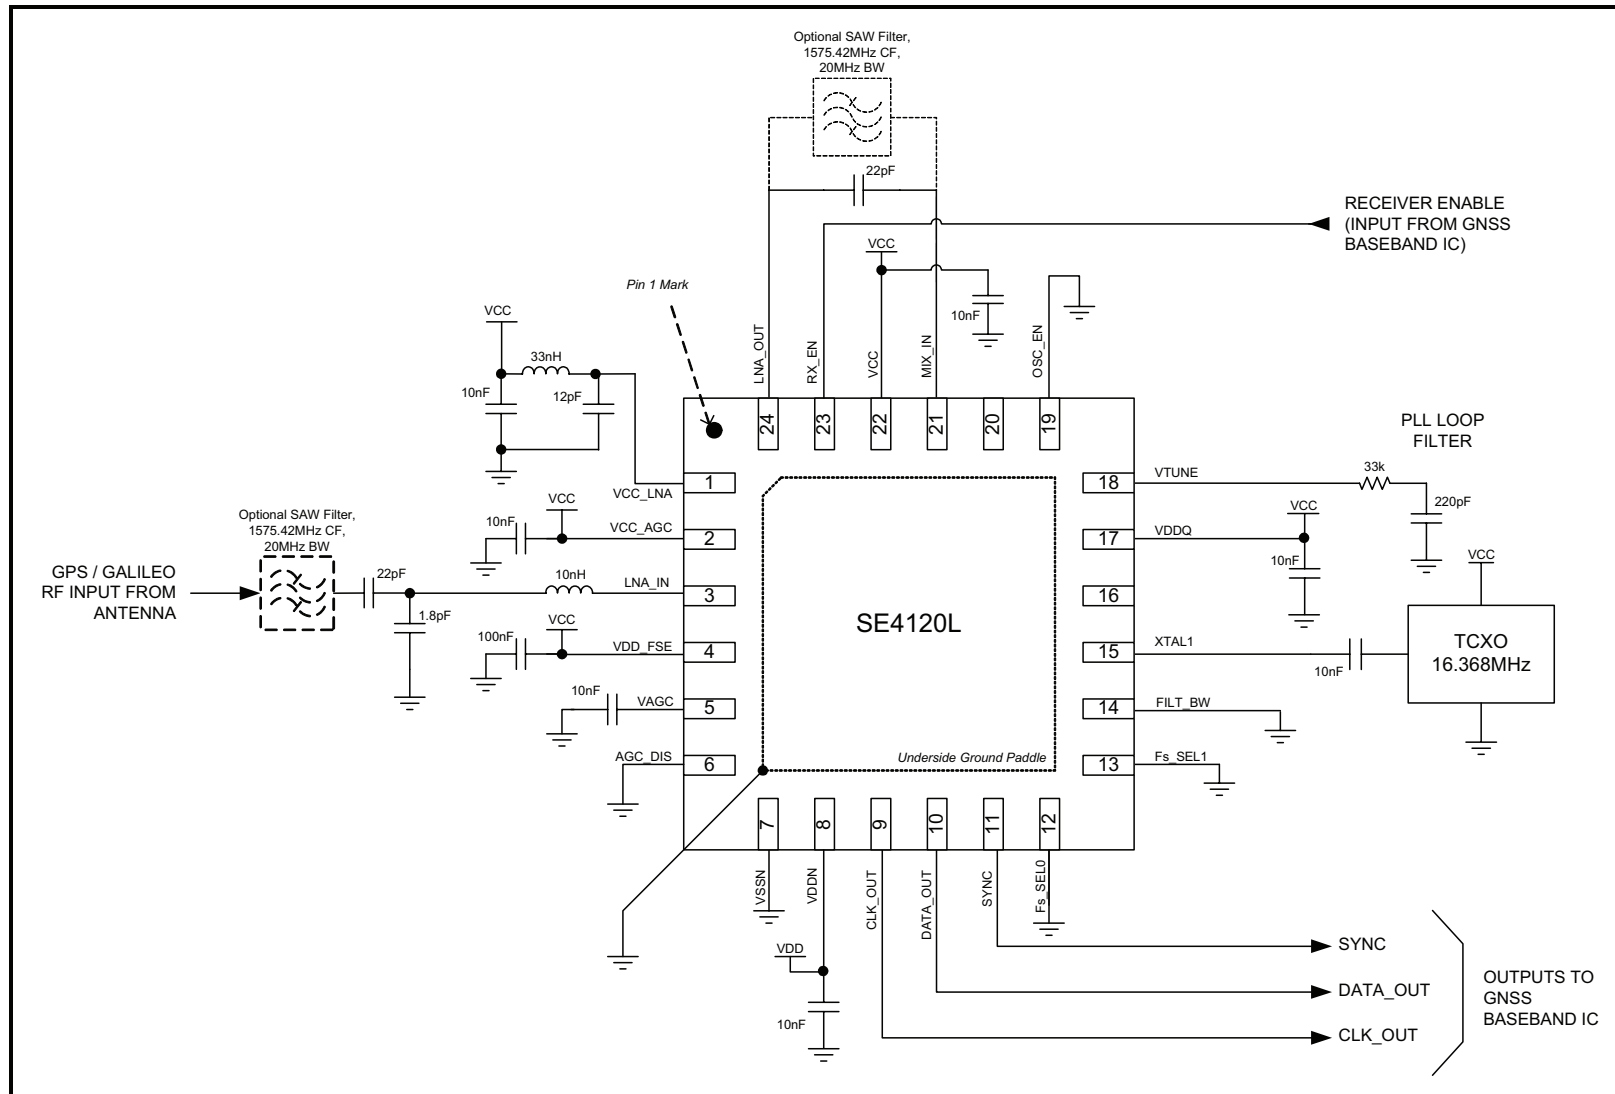 Optional SAW Filter,
1575.42MHz CF,
20MHz BW
22pF
RECEIVER ENABLE
(INPUT FROM GNSS
BASEBAND IC)
VCC
10nF
Pin 1 Mark
LNA_OUT
RX_EN
VCC
MIX_IN
OSC_EN
VCC
33nH
10nF
12pF
24
23
22
21
20
19
PLL LOOP
FILTER
1
VCC_LNA
18
VTUNE
33k
220pF
VCC
10nF
VCC_AGC
2
17
VDDQ
VCC
10nF
Optional SAW Filter,
1575.42MHz CF,
20MHz BW
GPS / GALILEO
RF INPUT FROM
ANTENNA
22pF
1.8pF
10nH
LNA_IN
3
16
SE4120L
VCC
100nF
VDD_FSE
4
15
XTAL1
10nF
VCC
TCXO
16.368MHz
10nF
VAGC
5
14
FILT_BW
AGC_DIS
6
Underside Ground Paddle
13
Fs_SEL1
7
8
9
10
11
12
VSSN
VDDN
CLK_OUT
DATA_OUT
SYNC
Fs_SEL0
VDD
10nF
SYNC
DATA_OUT
CLK_OUT
OUTPUTS TO
GNSS
BASEBAND IC